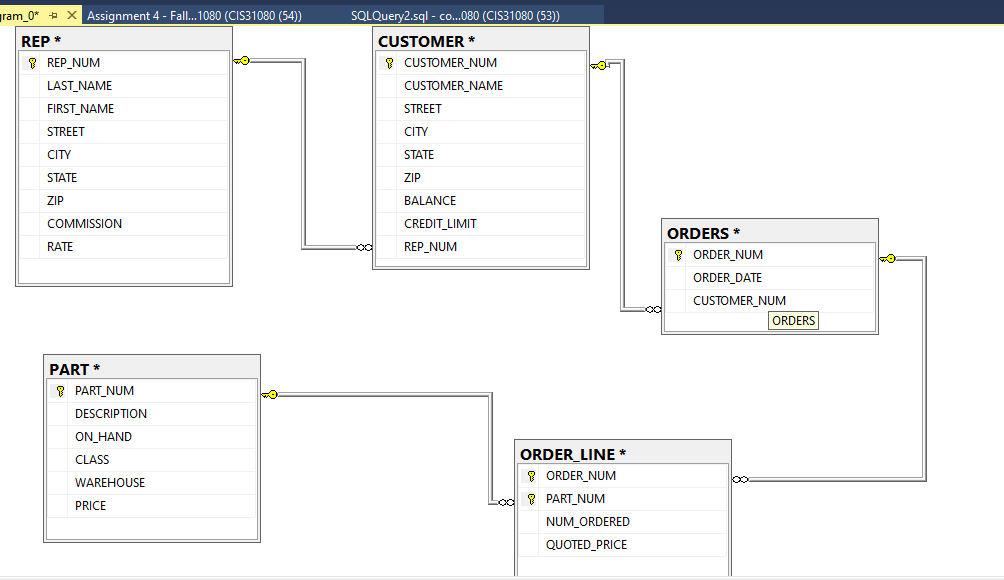 gram_0*
Assignment 4 - Fall...1080 (CIS31080 (54))
SQLQuery2.sql - co...080 (CIS31080 (53))
REP *
REP_NUM
LAST_NAME
FIRST_NAME
STREET
CITY
STATE
ZIP
COMMISSION
RATE
CUSTOMER *
CUSTOMER_NUM
CUSTOMER_NAME
STREET
CITY
STATE
ZIP
BALANCE
CREDIT_LIMIT
REP_NUM
ORDERS *
ORDER_NUM
ORDER_DATE
CUSTOMER_NUM
ORDERS
PART *
PART_NUM
DESCRIPTION
ON_HAND
CLASS
WAREHOUSE
PRICE
ORDER_LINE *
ORDER_NUM
PART_NUM
NUM_ORDERED
QUOTED_PRICE